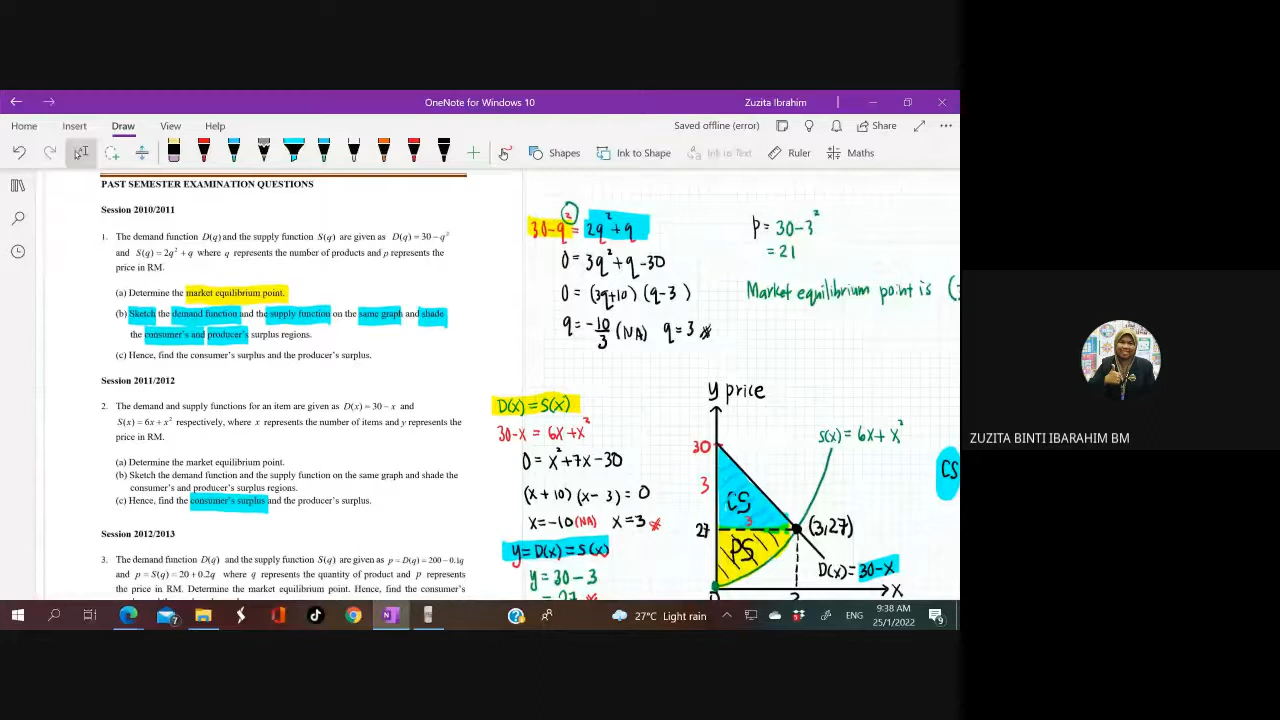 OneNote for Windows 10
Zuzita Ibrahim
Home Insert Draw View Help
Saved offline (error)
Share
Shapes
Ink to Shape
Ink to Text
Ruler
Maths
PAST SEMESTER EXAMINATION QUESTIONS
Session 2010/2011
1. The demand function D(q) and the supply function S(q) are given as D(q) = 30 – q²
and S(q) = 2q² + q where q represents the number of products and p represents the
price in RM.
(a) Determine the market equilibrium point.
(b) Sketch the demand function and the supply function on the same graph and shade
the consumer's and producer's surplus regions.
(c) Hence, find the consumer's surplus and the producer's surplus.
Session 2011/2012
2. The demand and supply functions for an item are given as D(x) = 30 – x and
S(x) = 6x + x² respectively, where x represents the number of items and y represents the
price in RM.
(a) Determine the market equilibrium point.
(b) Sketch the demand function and the supply function on the same graph and shade the
consumer's and producer's surplus regions.
(c) Hence, find the consumer's surplus and the producer's surplus.
Session 2012/2013
3. The demand function D(q) and the supply function S(q) are given as p = D(q) = 200 – 0.1q
and p = S(q) = 20 + 0.2q where q represents the quantity of product and p represents
the price in RM. Determine the market equilibrium point. Hence, find the consumer's
30 - q² = 2q² + q
0 = 3q² + q - 30
0 = (3q+10) (q-3)
q = -10/3 (NA) q = 3
p = 30 - 3²
= 21
Market equilibrium point is (3
D(x) = S(x)
30 - x = 6x + x²
0 = x² + 7x - 30
(x + 10) (x - 3) = 0
x = -10 (NA) x = 3
y = D(x) = S(x)
y = 30 - 3
= 27
y price
30
S(x) = 6x + x²
3
CS
CS
3
27
(3,27)
PS
D(x) = 30 - x
0
3
x
ZUZITA BINTI IBARAHIM BM
7
27°C Light rain
ENG
9:38 AM
25/1/2022
9